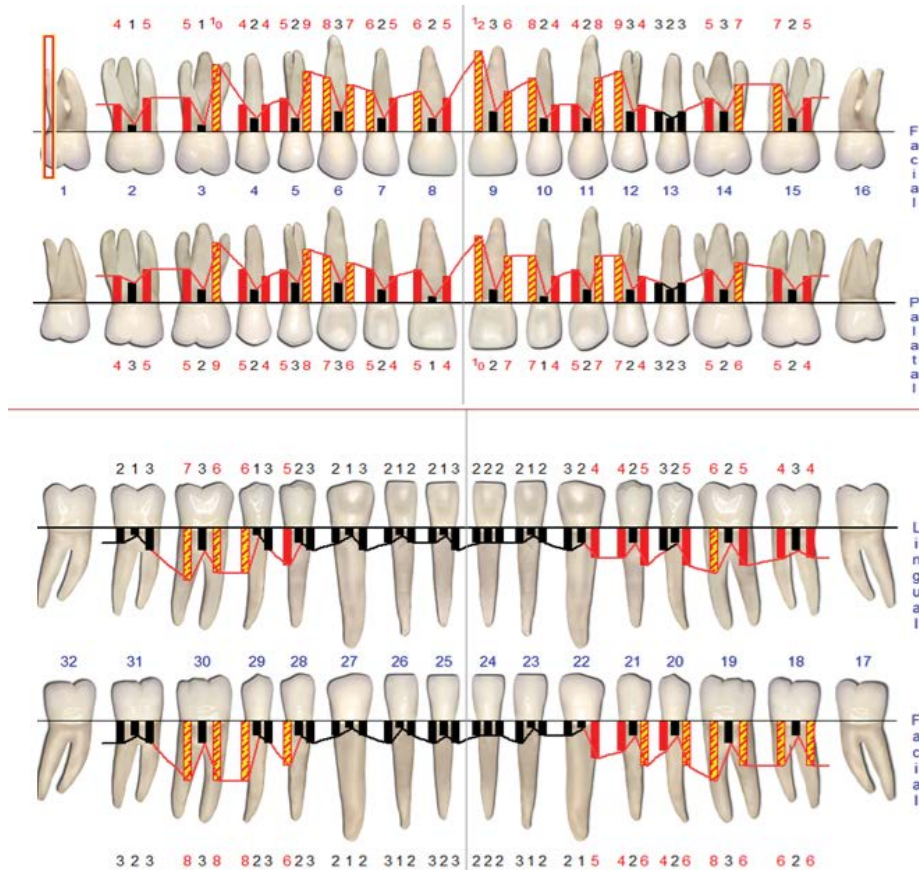 4 1 5 5 1 10 4 2 4 5 2 9 8 3 7 6 2 5 6 2 5 12 3 6 8 2 4 4 2 8 9 3 4 3 2 3 5 3 7 7 2 5
Facial
1 2 3 4 5 6 7 8 9 10 11 12 13 14 15 16
Palatal
4 3 5 5 2 9 4 2 4 5 3 8 7 3 6 5 2 4 5 1 4 10 2 7 7 1 4 5 2 7 7 2 4 3 2 3 5 2 6 5 2 4
2 1 3 7 3 6 6 1 3 5 2 3 2 1 3 2 1 2 2 1 3 2 2 2 2 1 2 3 2 4 4 2 5 3 2 5 6 2 5 4 3 4
Lingual
32 31 30 29 28 27 26 25 24 23 22 21 20 19 18 17
Facial
3 2 3 8 3 8 8 2 3 6 2 3 2 1 2 3 1 2 3 2 3 2 2 2 3 1 2 2 1 5 4 2 6 4 2 6 8 3 6 6 2 6